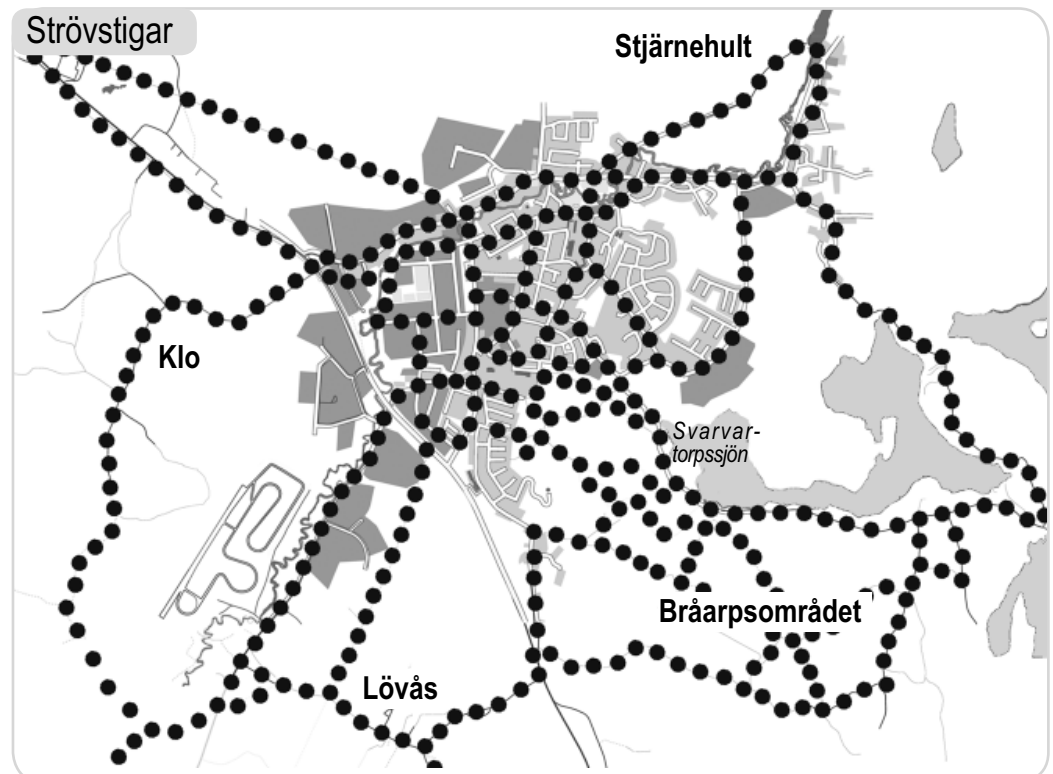 Strövstigar
Stjärnehult
Klo
Svarvar-
torpssjön
Bråarpsområdet
Lövås